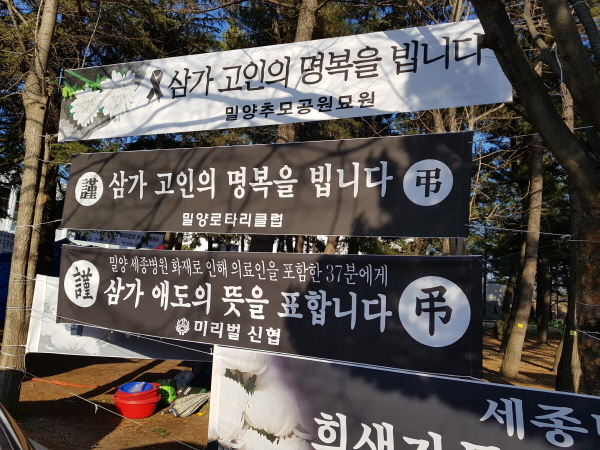 삼가 고인의 명복을 빕니다
밀양추모공원묘원
謹 삼가 고인의 명복을 빕니다 弔
밀양로타리클럽
밀양 세종병원 화재로 인해 의료인을 포함한 37분에게
謹 삼가 애도의 뜻을 표합니다 弔
미리벌 신협
세종
희생자